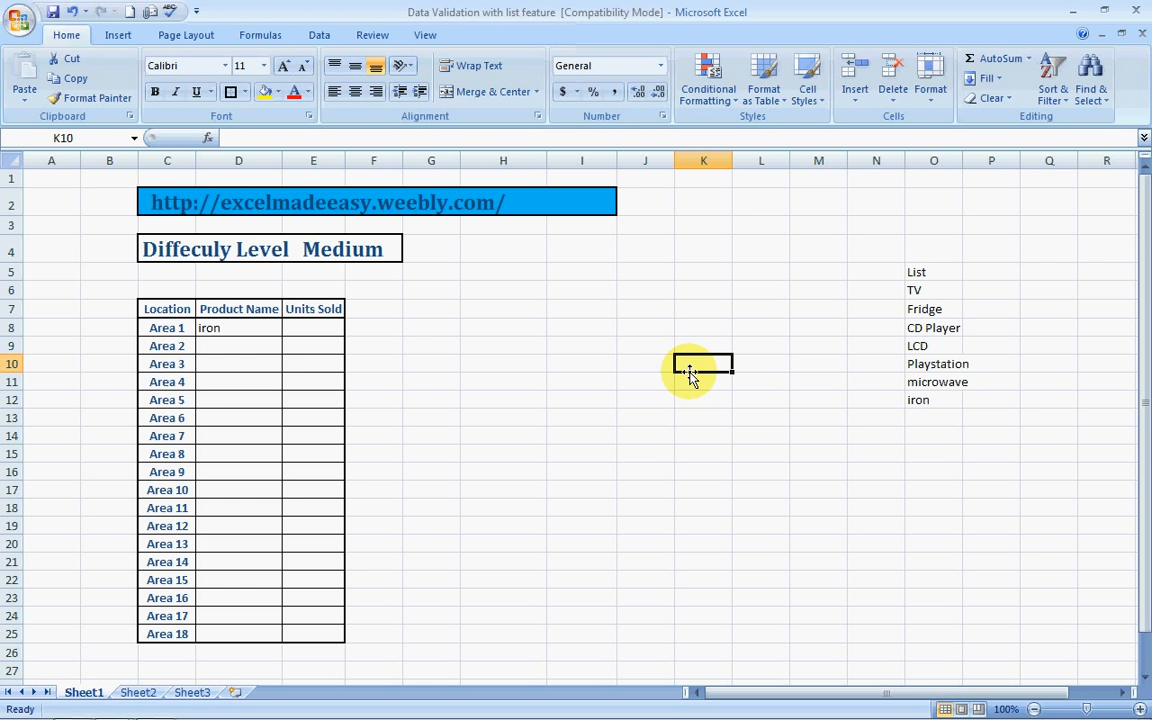 Data Validation with list feature [Compatibility Mode] - Microsoft Excel
Home Insert Page Layout Formulas Data Review View
Paste
Cut
Copy
Format Painter
Clipboard
Calibri 11
B I U
Font
Wrap Text
Merge & Center
Alignment
General
$ % ,
Number
Conditional Formatting
Format as Table
Cell Styles
Styles
Insert Delete Format
Cells
AutoSum
Fill
Clear
Sort & Filter
Find & Select
Editing
K10 fx
A B C D E F G H I J K L M N O P Q R
1
2 http://excelmadeeasy.weebly.com/
3
4 Diffeculy Level Medium
5 List
6 TV
7 Location Product Name Units Sold Fridge
8 Area 1 iron CD Player
9 Area 2 LCD
10 Area 3 Playstation
11 Area 4 microwave
12 Area 5 iron
13 Area 6
14 Area 7
15 Area 8
16 Area 9
17 Area 10
18 Area 11
19 Area 12
20 Area 13
21 Area 14
22 Area 15
23 Area 16
24 Area 17
25 Area 18
26
27
Sheet1 Sheet2 Sheet3
Ready 100%